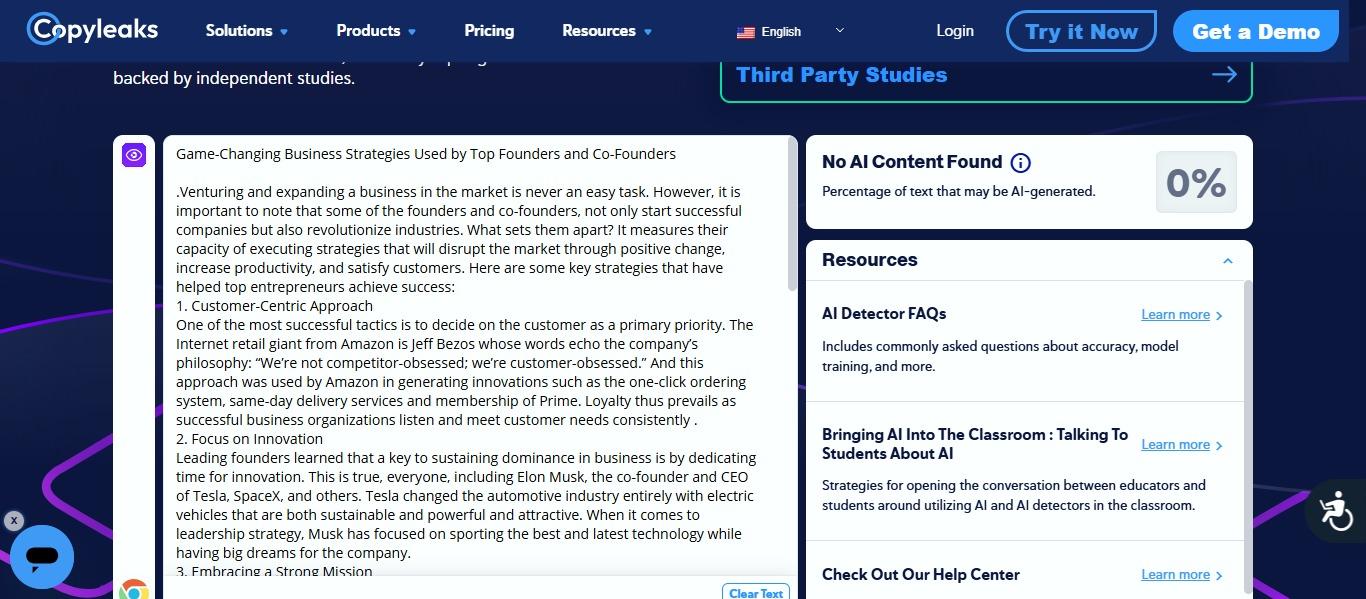 Copyleaks
Solutions
Products
Pricing
Resources
English
Login
Try it Now
Get a Demo
backed by independent studies.
Third Party Studies
Game-Changing Business Strategies Used by Top Founders and Co-Founders
.Venturing and expanding a business in the market is never an easy task. However, it is
important to note that some of the founders and co-founders, not only start successful
companies but also revolutionize industries. What sets them apart? It measures their
capacity of executing strategies that will disrupt the market through positive change,
increase productivity, and satisfy customers. Here are some key strategies that have
helped top entrepreneurs achieve success:
1. Customer-Centric Approach
One of the most successful tactics is to decide on the customer as a primary priority. The
Internet retail giant from Amazon is Jeff Bezos whose words echo the company’s
philosophy: “We’re not competitor-obsessed; we’re customer-obsessed.” And this
approach was used by Amazon in generating innovations such as the one-click ordering
system, same-day delivery services and membership of Prime. Loyalty thus prevails as
successful business organizations listen and meet customer needs consistently .
2. Focus on Innovation
Leading founders learned that a key to sustaining dominance in business is by dedicating
time for innovation. This is true, everyone, including Elon Musk, the co-founder and CEO
of Tesla, SpaceX, and others. Tesla changed the automotive industry entirely with electric
vehicles that are both sustainable and powerful and attractive. When it comes to
leadership strategy, Musk has focused on sporting the best and latest technology while
having big dreams for the company.
3. Embracing a Strong Mission
Clear Text
No AI Content Found
Percentage of text that may be AI-generated.
0%
Resources
AI Detector FAQs
Learn more
Includes commonly asked questions about accuracy, model
training, and more.
Bringing AI Into The Classroom : Talking To
Students About AI
Learn more
Strategies for opening the conversation between educators and
students around utilizing AI and AI detectors in the classroom.
Check Out Our Help Center
Learn more
x